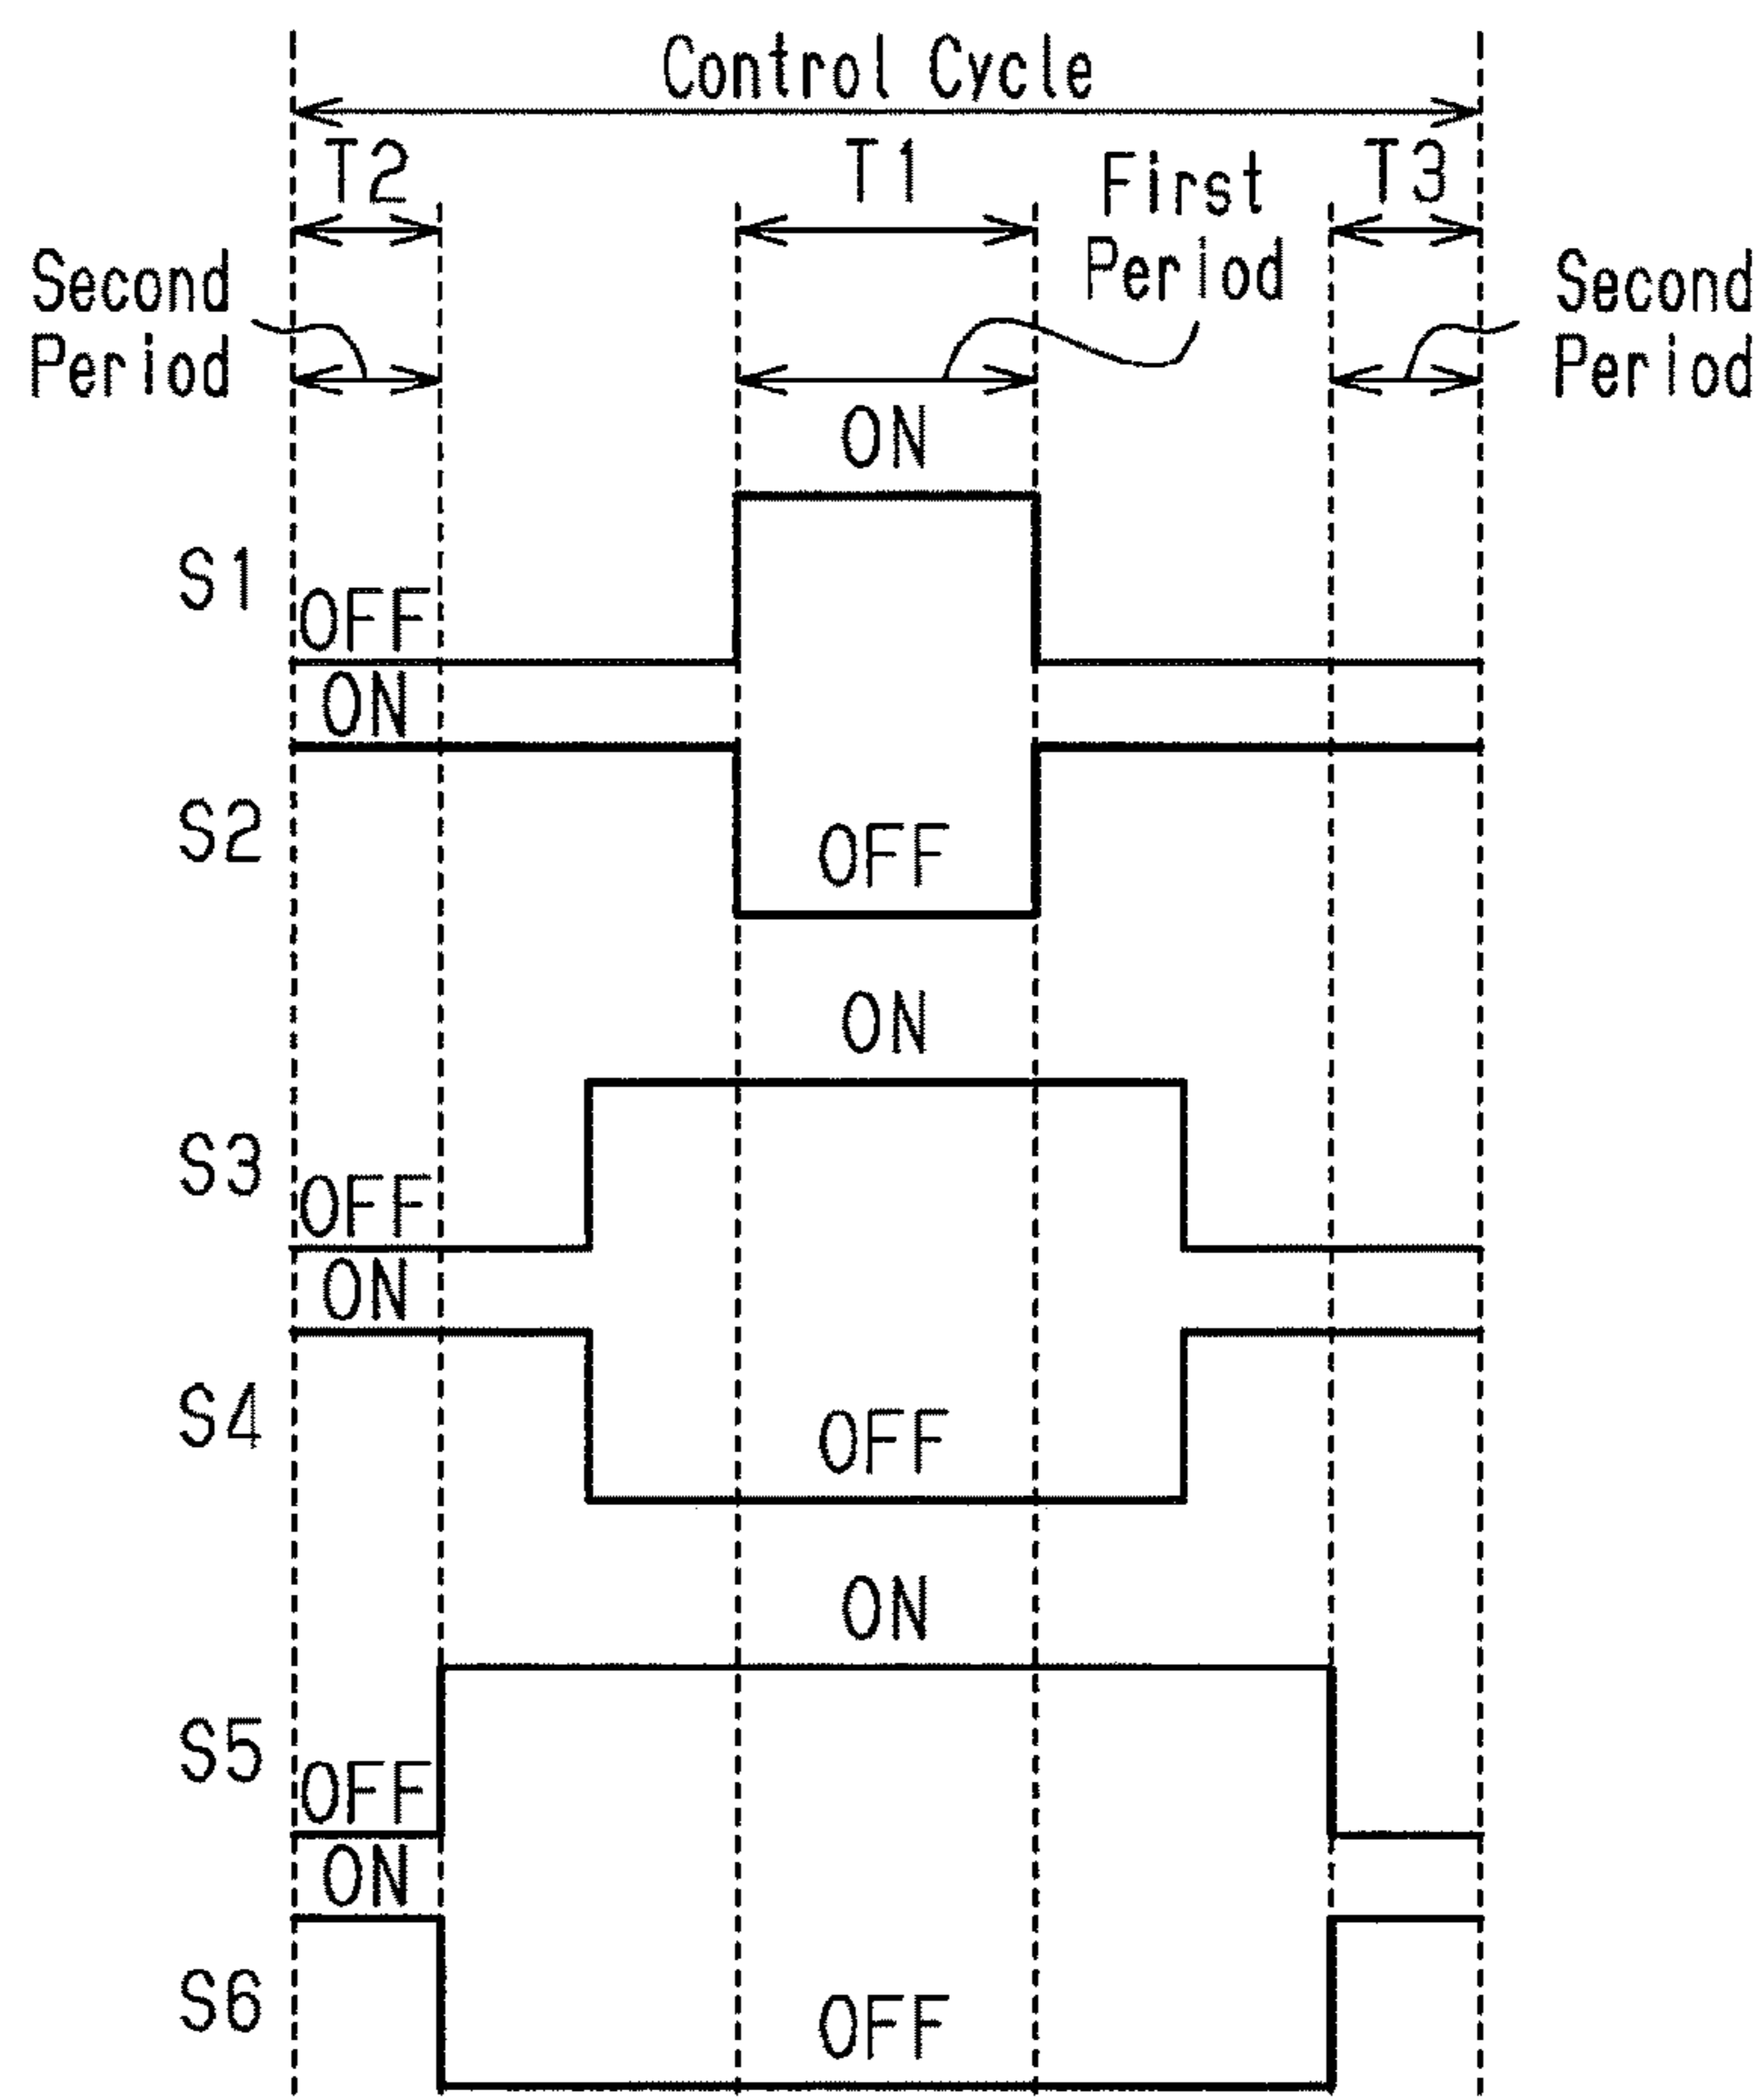 Control Cycle
T2
T1
First
Period
T3
Second
Period
Second
Period
ON
S1
OFF
ON
S2
OFF
ON
S3
OFF
ON
S4
OFF
ON
S5
OFF
ON
S6
OFF